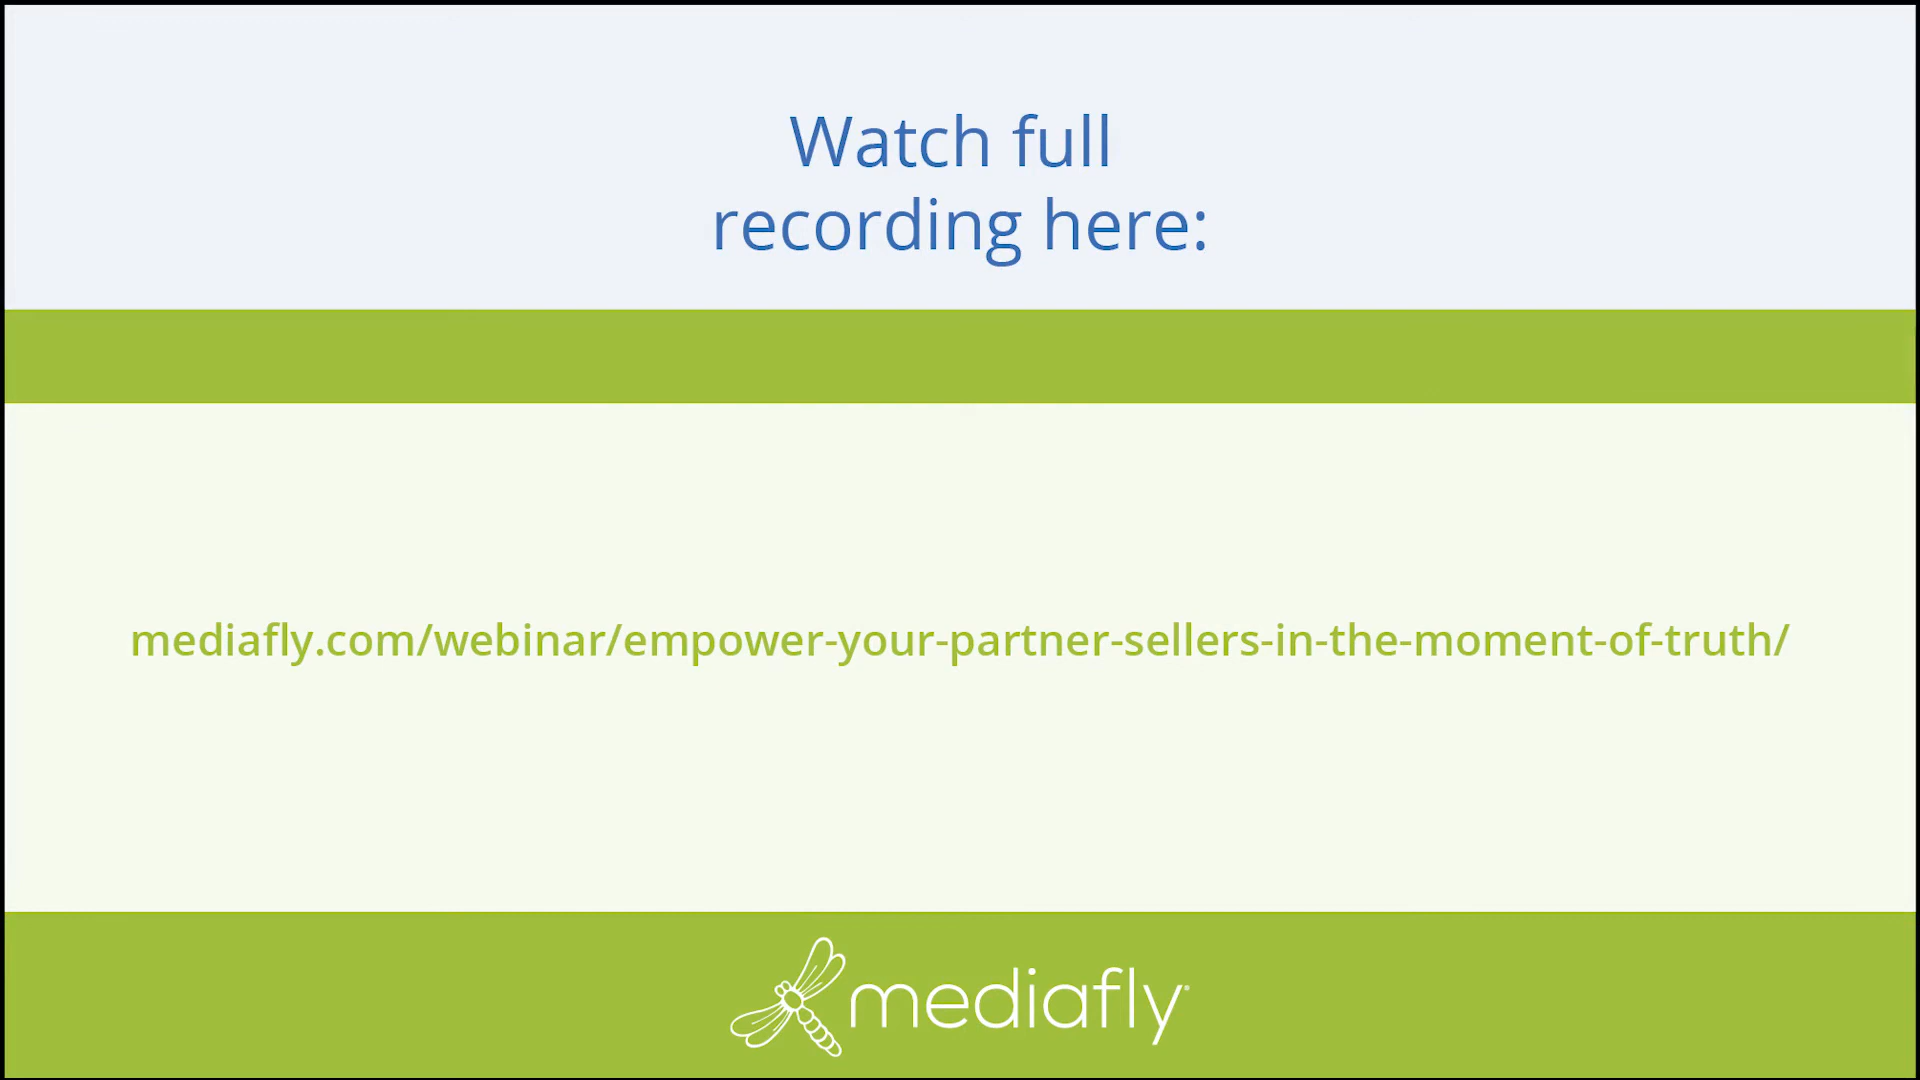 Watch full
recording here:
mediafly.com/webinar/empower-your-partner-sellers-in-the-moment-of-truth/
mediafly